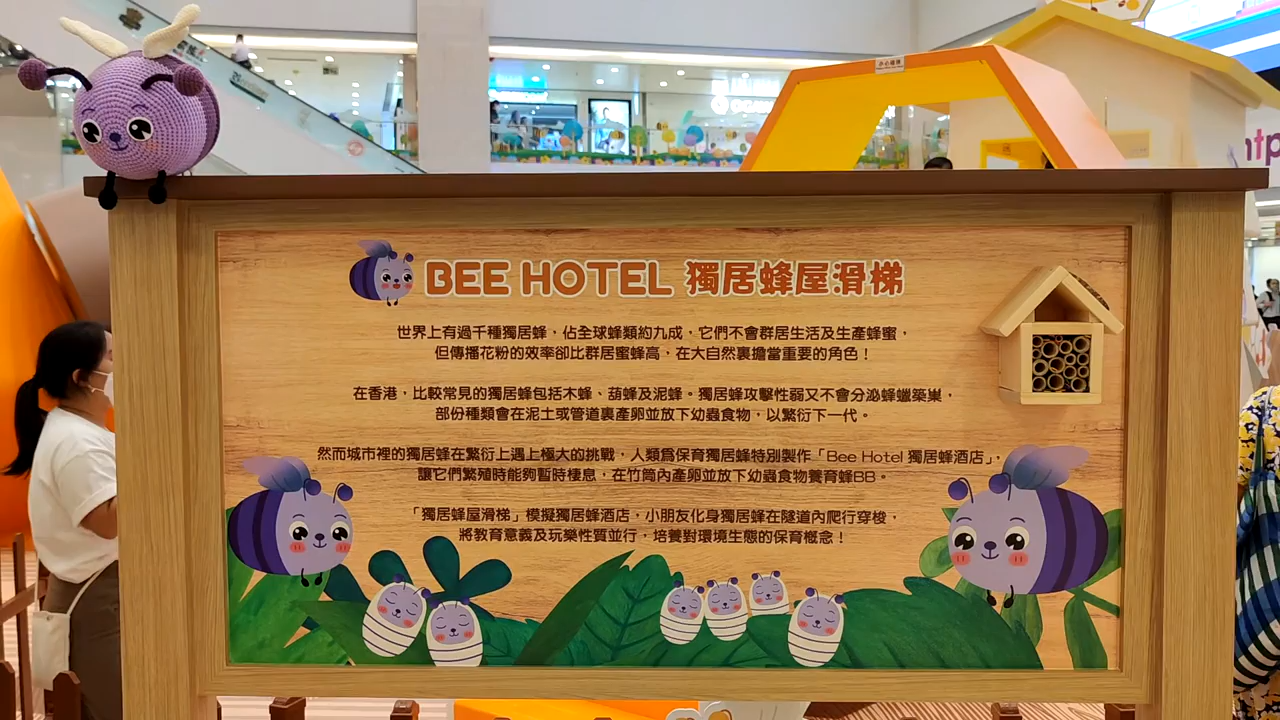 BEE HOTEL 獨居蜂屋滑梯
世界上有過千種獨居蜂，佔全球蜂類約九成，它們不會群居生活及生產蜂蜜，
但傳播花粉的效率卻比群居蜜蜂高，在大自然裏擔當重要的角色！
在香港，比較常見的獨居蜂包括木蜂、葫蜂及泥蜂。獨居蜂攻擊性弱又不會分泌蜂蠟築巢，
部份種類會在泥土或管道裏產卵並放下幼蟲食物，以繁衍下一代。
然而城市裡的獨居蜂在繁衍上遇上極大的挑戰，人類為保育獨居蜂特別製作「Bee Hotel 獨居蜂酒店」，
讓它們繁殖時能夠暫時棲息，在竹筒內產卵並放下幼蟲食物養育蜂BB。
「獨居蜂屋滑梯」模擬獨居蜂酒店，小朋友化身獨居蜂在隧道內爬行穿梭，
將教育意義及玩樂性質並行，培養對環境生態的保育概念！